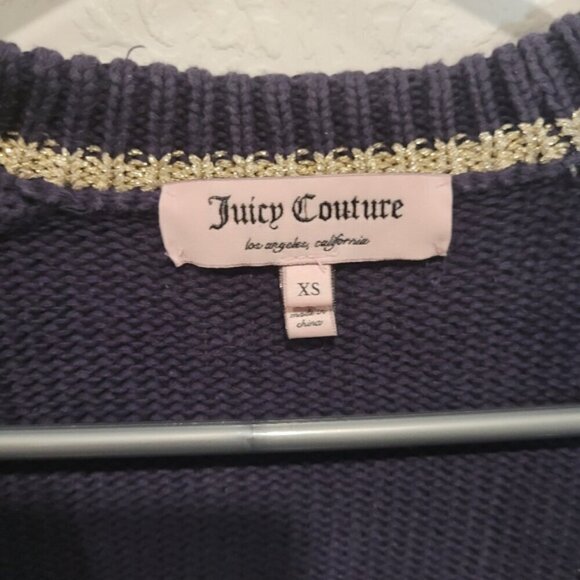 Juicy Couture
los angeles, california
XS
made in
china